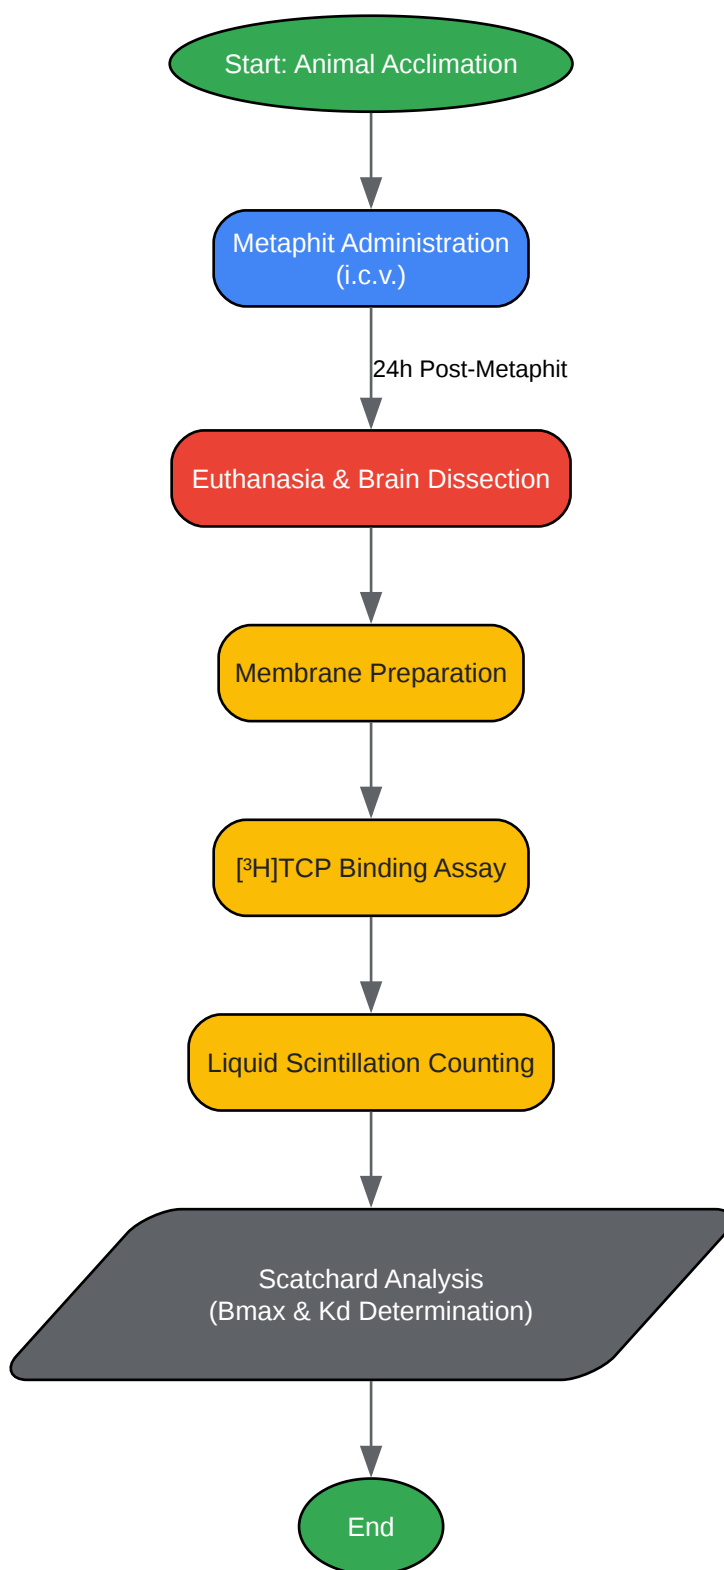 Start: Animal Acclimation
Metaphit Administration
(i.c.v.)
24h Post-Metaphit
Euthanasia & Brain Dissection
Membrane Preparation
[³H]TCP Binding Assay
Liquid Scintillation Counting
Scatchard Analysis
(Bmax & Kd Determination)
End